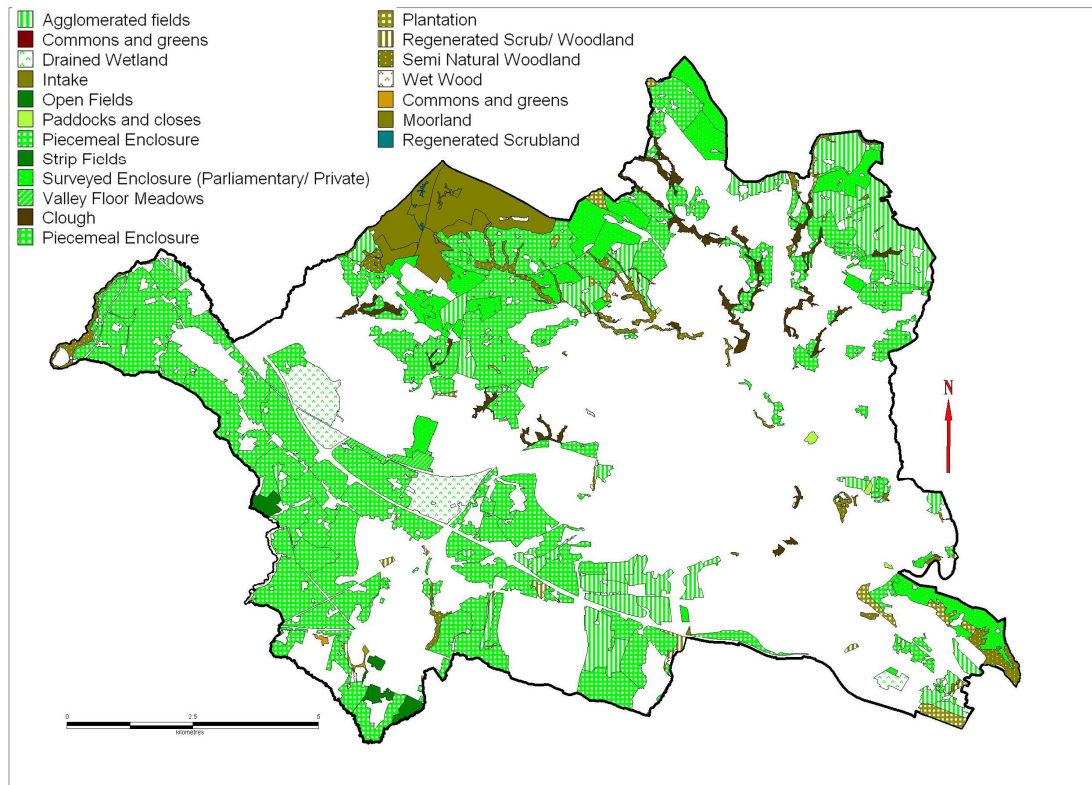 Agglomerated fields
Commons and greens
Drained Wetland
Intake
Open Fields
Paddocks and closes
Piecemeal Enclosure
Strip Fields
Surveyed Enclosure (Parliamentary/ Private)
Valley Floor Meadows
Clough
Piecemeal Enclosure
Plantation
Regenerated Scrub/ Woodland
Semi Natural Woodland
Wet Wood
Commons and greens
Moorland
Regenerated Scrubland
N
0 2.5 5
kilometres